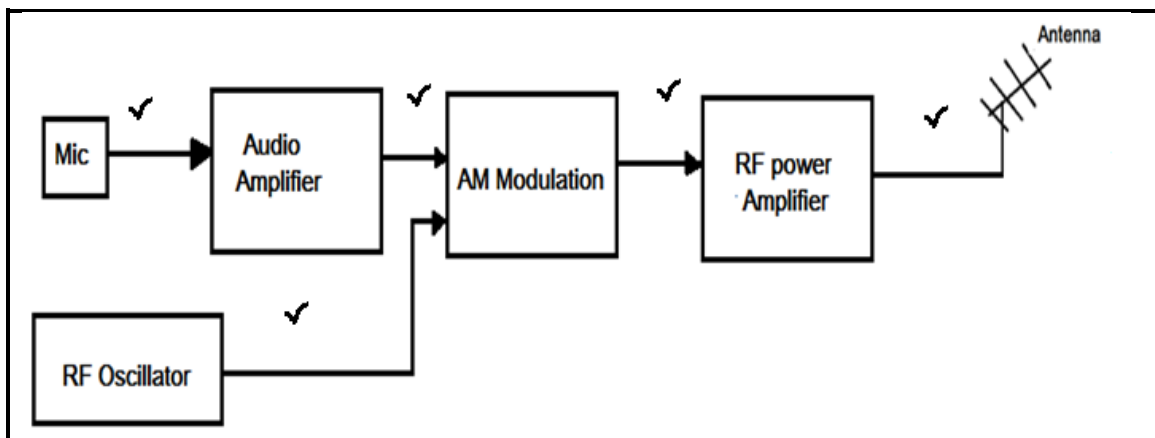 Antenna
Mic
Audio
Amplifier
AM Modulation
RF power
Amplifier
RF Oscillator